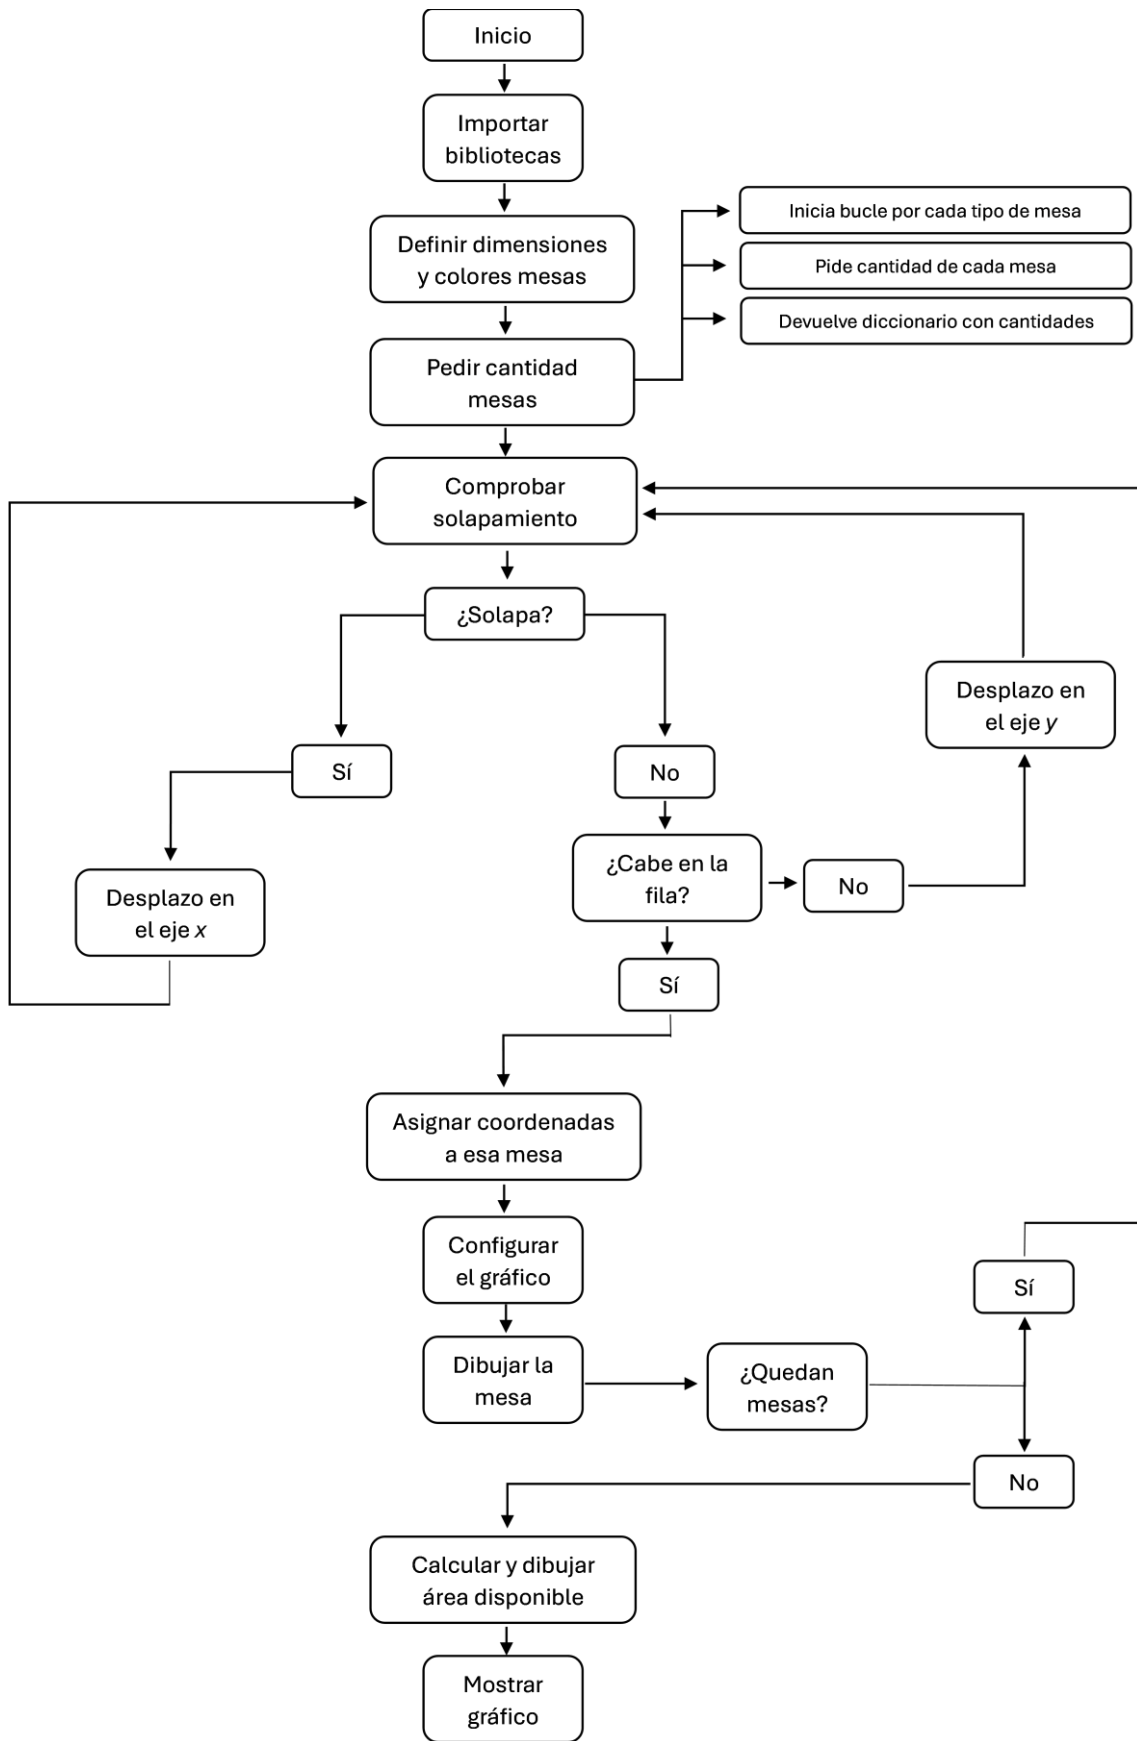 Inicio
Importar
bibliotecas
Definir dimensiones
y colores mesas
Inicia bucle por cada tipo de mesa
Pide cantidad de cada mesa
Devuelve diccionario con cantidades
Pedir cantidad
mesas
Comprobar
solapamiento
¿Solapa?
Desplazo en
el eje y
Sí
No
¿Cabe en la
fila?
No
Desplazo en
el eje x
Sí
Asignar coordenadas
a esa mesa
Configurar
el gráfico
Sí
Dibujar la
mesa
¿Quedan
mesas?
No
Calcular y dibujar
área disponible
Mostrar
gráfico